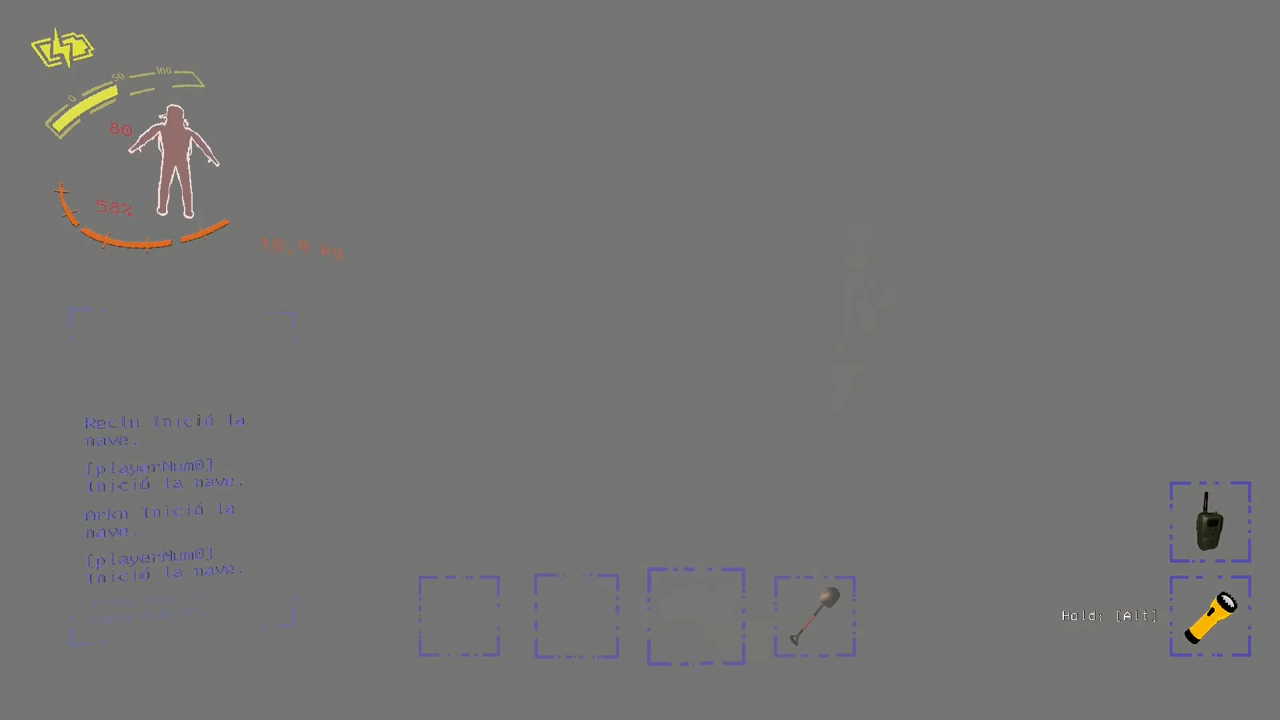 0
50
100
80
58%
kg
Inició la
nave.
[playerNum0]
Inició la nave.
Arkn Inició la
nave.
[playerNum0]
Inició la nave.
Hold: [Alt]